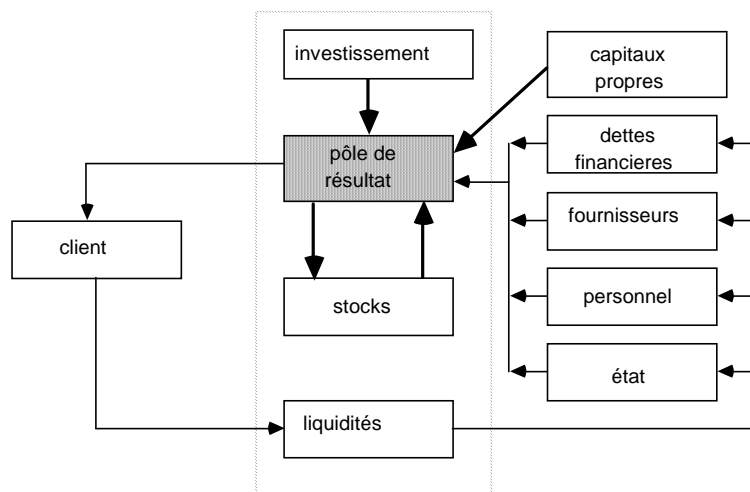 investissement
capitaux
propres
pôle de
résultat
dettes
financieres
fournisseurs
client
stocks
personnel
état
liquidités